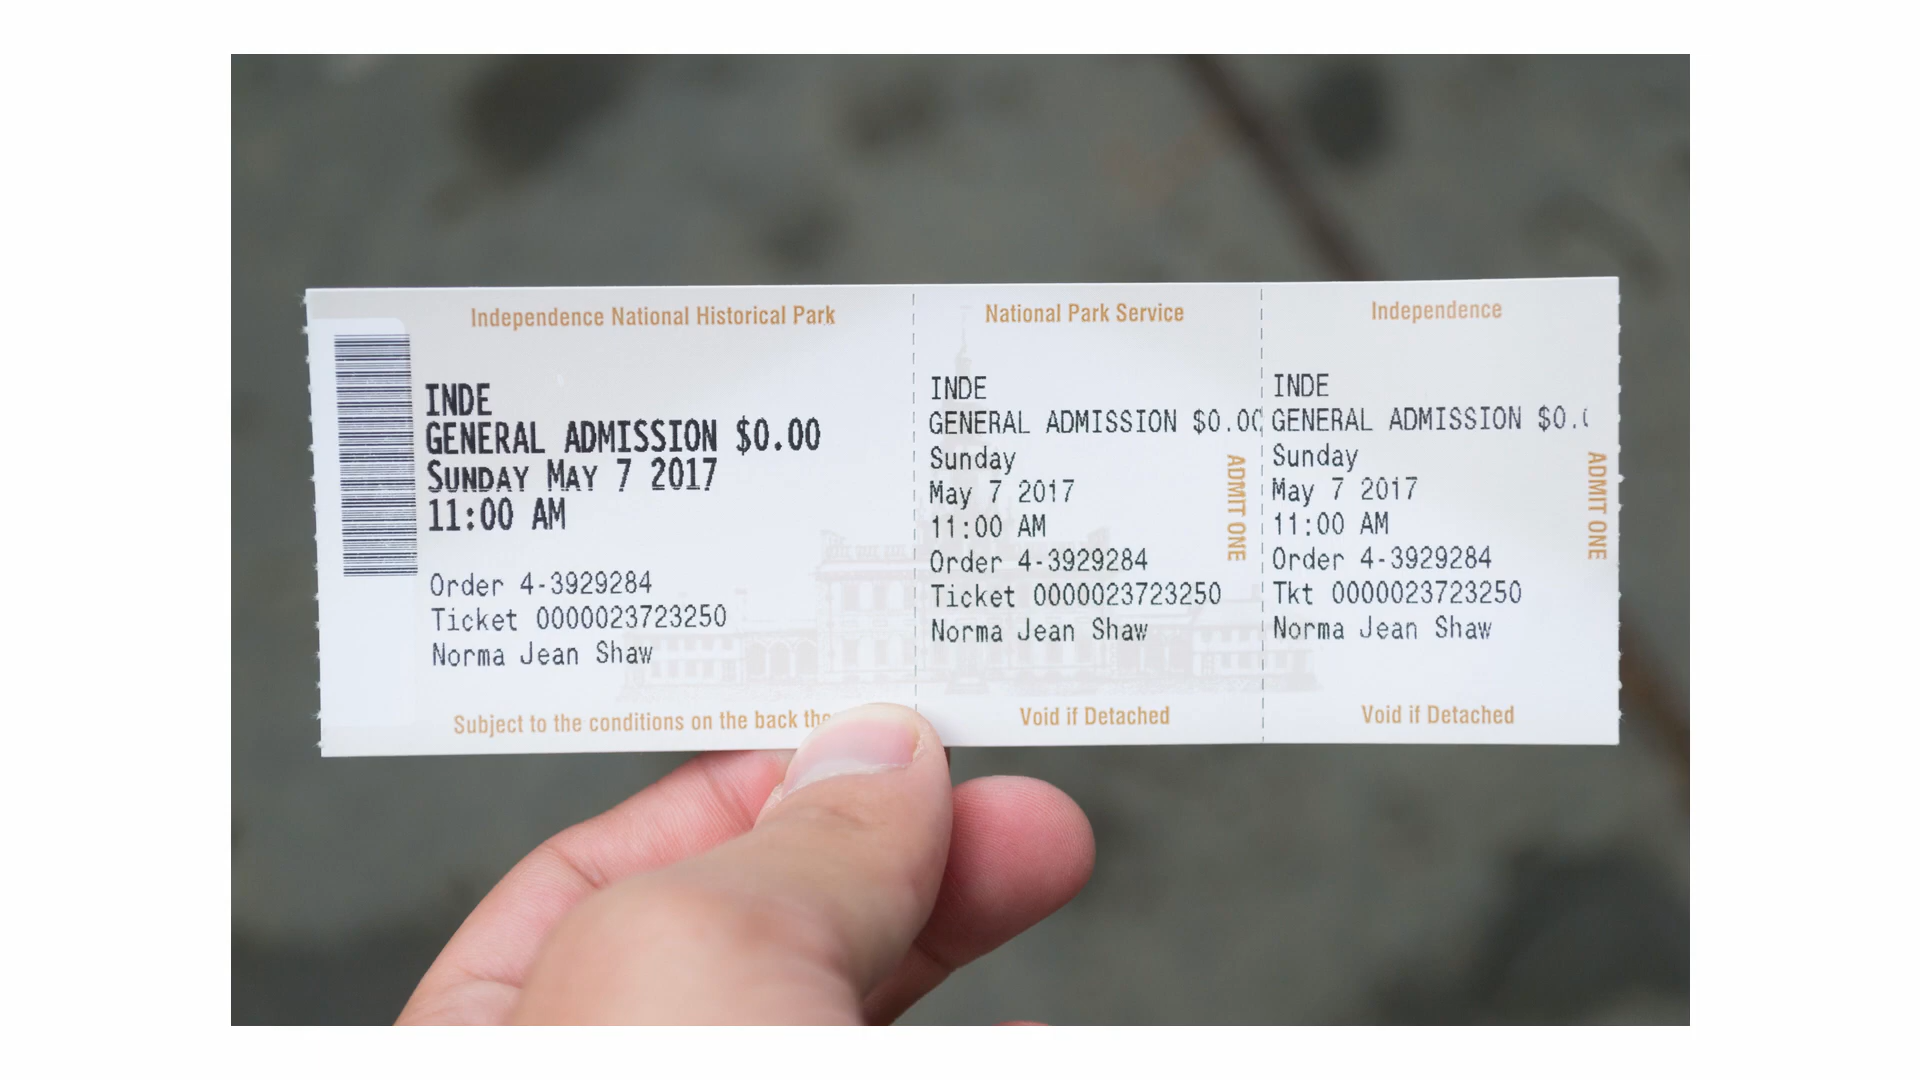 Independence National Historical Park
INDE
GENERAL ADMISSION $0.00
SUNDAY MAY 7 2017
11:00 AM
Order 4-3929284
Ticket 0000023723250
Norma Jean Shaw
Subject to the conditions on the back
National Park Service
INDE
GENERAL ADMISSION $0.00
Sunday
May 7 2017
11:00 AM
Order 4-3929284
Ticket 0000023723250
Norma Jean Shaw
ADMIT ONE
Void if Detached
Independence
INDE
GENERAL ADMISSION
Sunday
May 7 2017
11:00 AM
Order 4-3929284
Tkt 0000023723250
Norma Jean Shaw
ADMIT ONE
Void if Detached